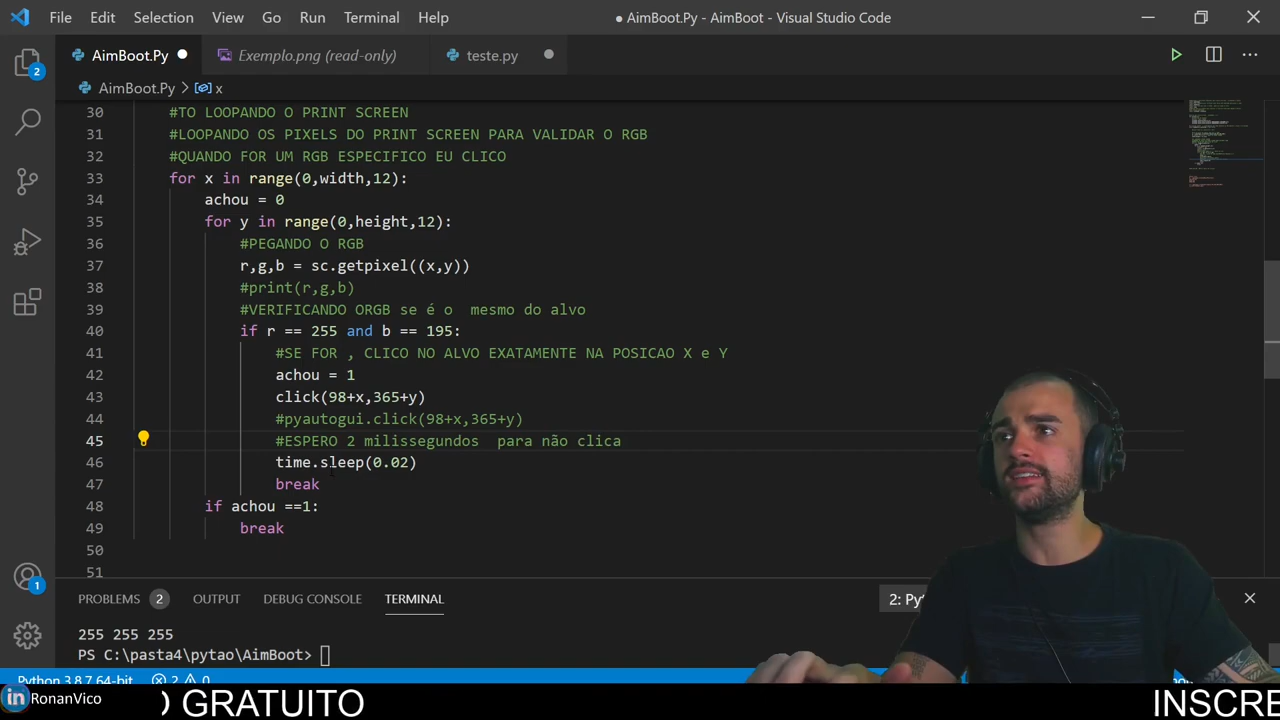 File Edit Selection View Go Run Terminal Help
● AimBoot.Py - AimBoot - Visual Studio Code
AimBoot.Py Exemplo.png (read-only) teste.py
2
AimBoot.Py > x
30 #TO LOOPANDO O PRINT SCREEN
31 #LOOPANDO OS PIXELS DO PRINT SCREEN PARA VALIDAR O RGB
32 #QUANDO FOR UM RGB ESPECIFICO EU CLICO
33 for x in range(0,width,12):
34 achou = 0
35 for y in range(0,height,12):
36 #PEGANDO O RGB
37 r,g,b = sc.getpixel((x,y))
38 #print(r,g,b)
39 #VERIFICANDO ORGB se é o  mesmo do alvo
40 if r == 255 and b == 195:
41 #SE FOR , CLICO NO ALVO EXATAMENTE NA POSICAO X e Y
42 achou = 1
43 click(98+x,365+y)
44 #pyautogui.click(98+x,365+y)
45 #ESPERO 2 milissegundos  para não clica
46 time.sleep(0.02)
47 break
48 if achou ==1:
49 break
50
51
PROBLEMS 2 OUTPUT DEBUG CONSOLE TERMINAL 2: Py
1
255 255 255
PS C:\pasta4\pytao\AimBoot>
Python 3.8.7 64-bit 2 0
in RonanVico ) GRATUITO INSCRE